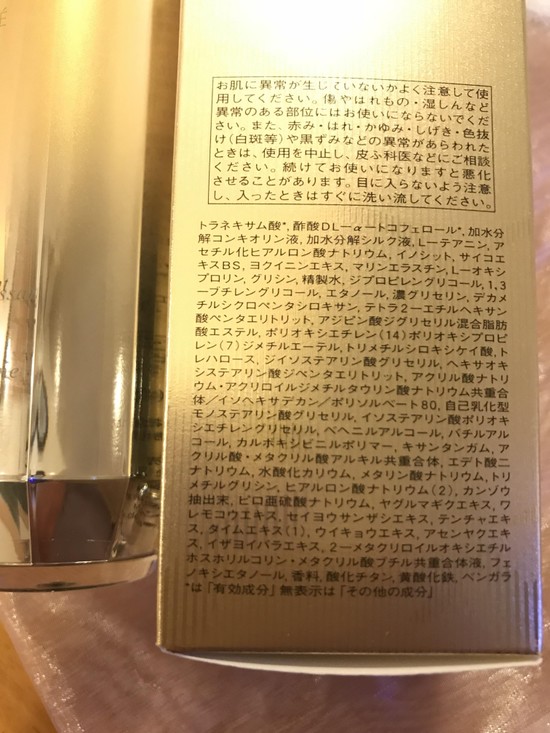 お肌に異常が生じていないかよく注意して使
用してください。傷やはれもの・湿しんなど
異常のある部位にはお使いにならないでくだ
さい。また、赤み・はれ・かゆみ・しげき・色抜
け(白斑等)や黒ずみなどの異常があらわれた
ときは、使用を中止し、皮ふ科医などにご相談
ください。続けてお使いになりますと悪化
させることがあります。目に入らないよう注意
し、入ったときはすぐに洗い流してください。
トラネキサム酸*, 酢酸DL-α-トコフェロール*, 加水分
解コンキオリン液, 加水分解シルク液, L-テアニン, ア
セチル化ヒアルロン酸ナトリウム, イノシット, サイコエ
キスBS, ヨクイニンエキス, マリンエラスチン, L-オキシ
プロリン, グリシン, 精製水, ジプロピレングリコール, 1,3
-ブチレングリコール, エタノール, 濃グリセリン, デカメ
チルシクロペンタシロキサン, テトラ2-エチルヘキサン
酸ペンタエリトリット, アジピン酸ジグリセリル混合脂肪
酸エステル, ポリオキシエチレン(14)ポリオキシプロピ
レン(7)ジメチルエーテル, トリメチルシロキシケイ酸, ト
レハロース, ジイソステアリン酸グリセリル, ヘキサオキ
システアリン酸ジペンタエリトリット, アクリル酸ナトリ
ウム・アクリロイルジメチルタウリン酸ナトリウム共重合
体/イソヘキサデカン/ポリソルベート80, 自己乳化型
モノステアリン酸グリセリル, イソステアリン酸ポリオキ
シエチレングリセリル, ベヘニルアルコール, バチルアル
コール, カルボキシビニルポリマー, キサンタンガム, ア
クリル酸・メタクリル酸アルキル共重合体, エデト酸二
ナトリウム, 水酸化カリウム, メタリン酸ナトリウム, トリ
メチルグリシン, ヒアルロン酸ナトリウム(2), カンゾウ
抽出末, ピロ亜硫酸ナトリウム, ヤグルマギクエキス, ワ
レモコウエキス, セイヨウサンザシエキス, テンチャエキ
ス, タイムエキス(1), ウイキョウエキス, アセンヤクエキ
ス, イザヨイバラエキス, 2-メタクリロイルオキシエチル
ホスホリルコリン・メタクリル酸ブチル共重合体液, フェ
ノキシエタノール, 香料, 酸化チタン, 黄酸化鉄, ベンガラ
*は「有効成分」無表示は「その他の成分」